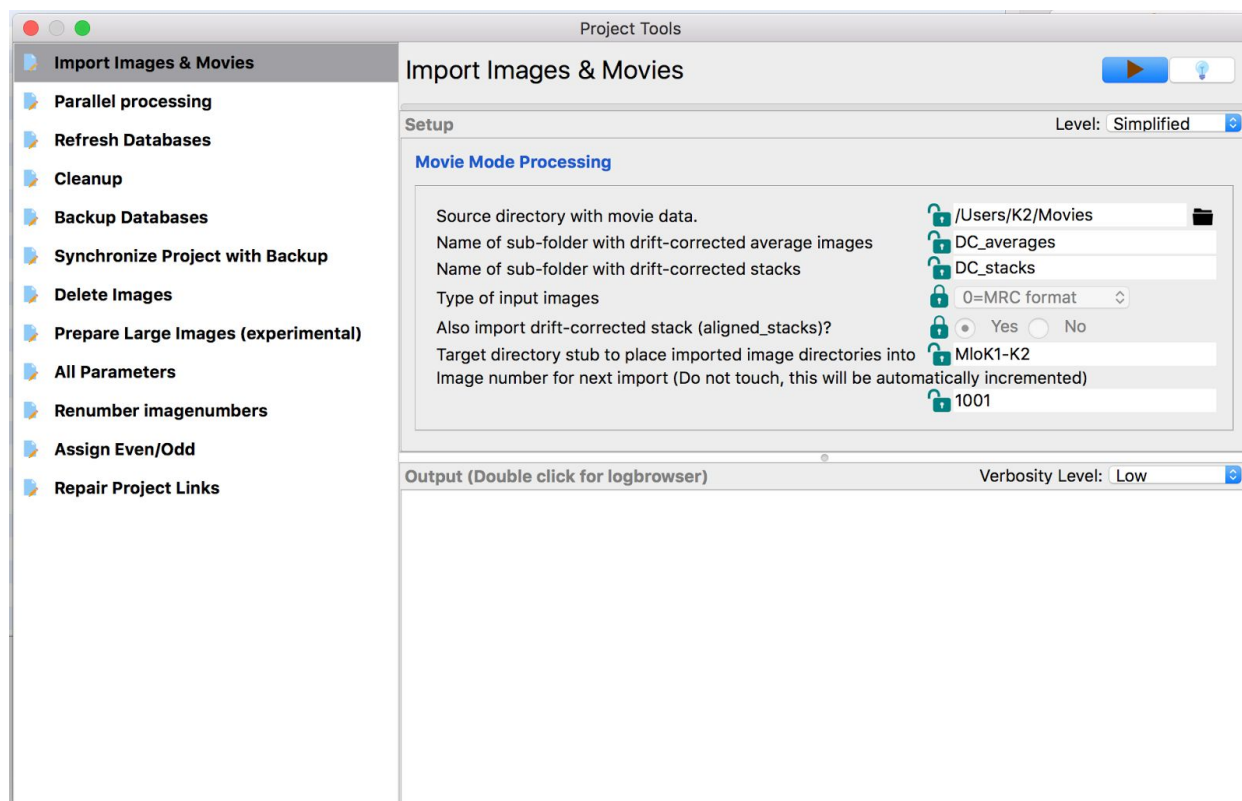 Project Tools
Import Images & Movies
Parallel processing
Refresh Databases
Cleanup
Backup Databases
Synchronize Project with Backup
Delete Images
Prepare Large Images (experimental)
All Parameters
Renumber imagenumbers
Assign Even/Odd
Repair Project Links
Import Images & Movies
Setup Level: Simplified
Movie Mode Processing
Source directory with movie data. /Users/K2/Movies
Name of sub-folder with drift-corrected average images DC_averages
Name of sub-folder with drift-corrected stacks DC_stacks
Type of input images 0=MRC format
Also import drift-corrected stack (aligned_stacks)? Yes No
Target directory stub to place imported image directories into MloK1-K2
Image number for next import (Do not touch, this will be automatically incremented)
1001
Output (Double click for logbrowser) Verbosity Level: Low